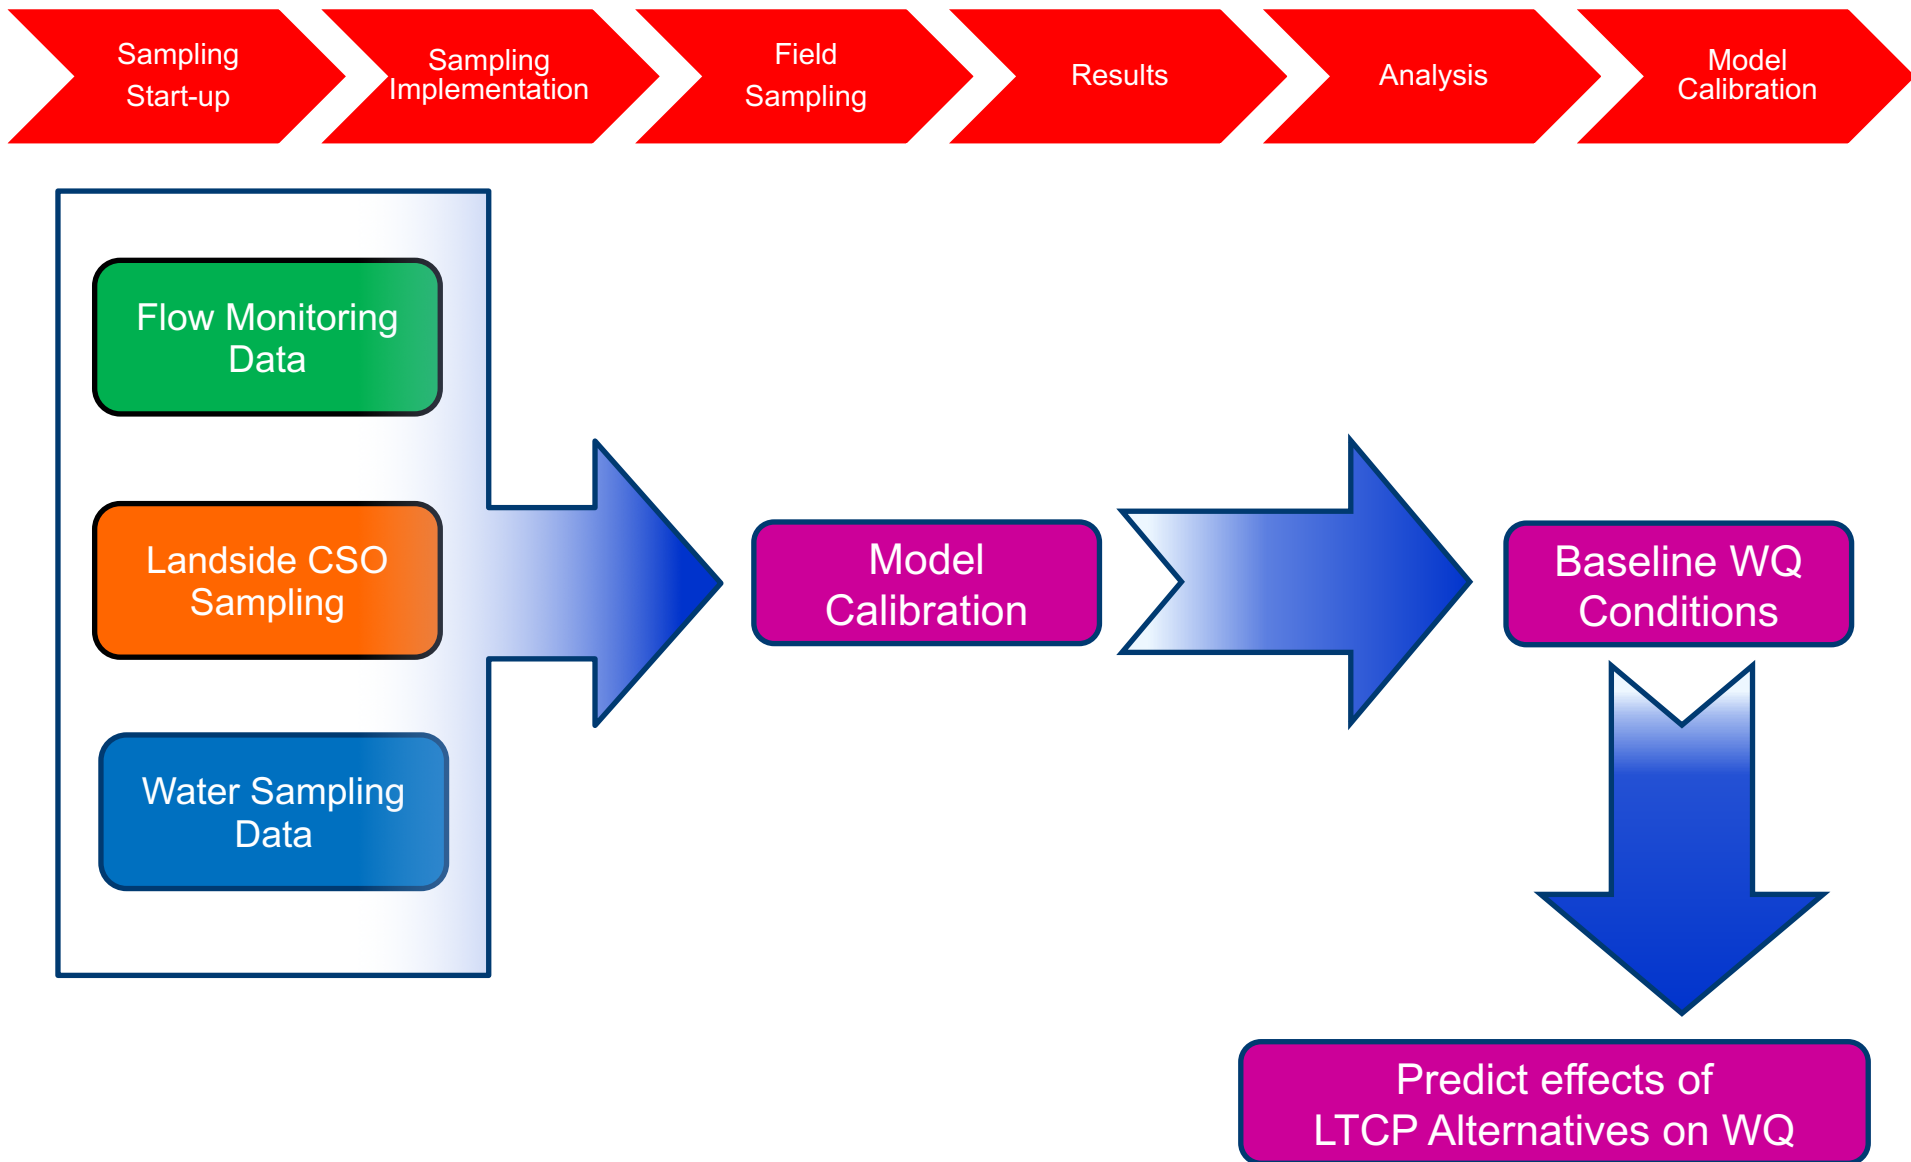 Sampling
Start-up
Sampling
Implementation
Field
Sampling
Results
Analysis
Model
Calibration
Flow Monitoring
Data
Landside CSO
Sampling
Water Sampling
Data
Model
Calibration
Baseline WQ
Conditions
Predict effects of
LTCP Alternatives on WQ